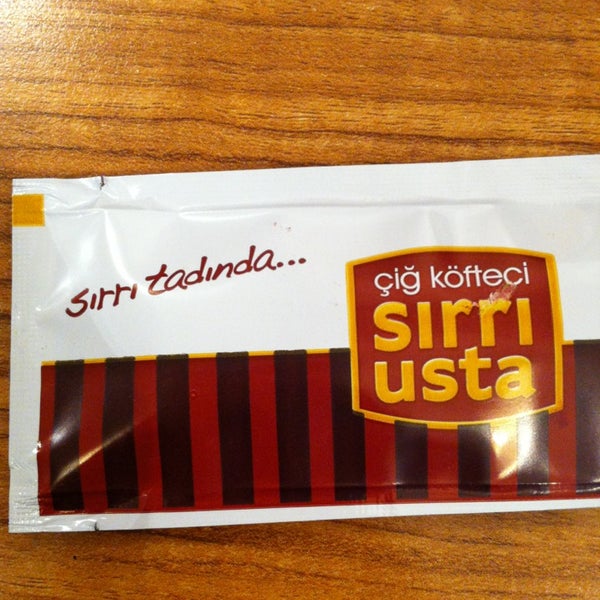 sırrı tadında...
çiğ köfteci
sırrı
usta